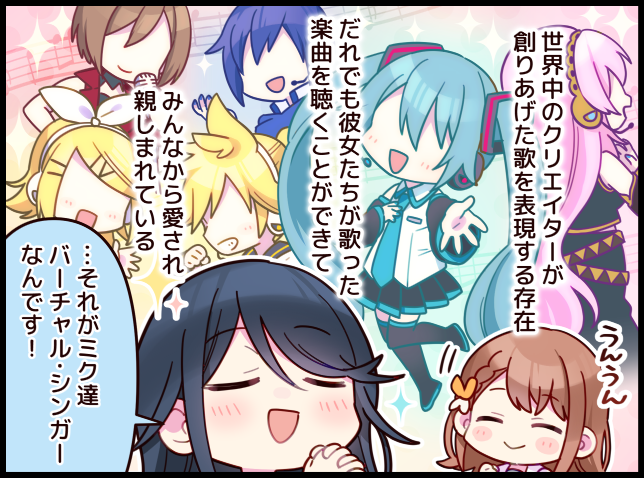 世界中のクリエイターが
創りあげた歌を表現する存在
だれでも彼女たちが歌った
楽曲を聴くことができて
みんなから愛され、
親しまれている
…それがミク達
バーチャル・シンガー
なんです！
うんうん